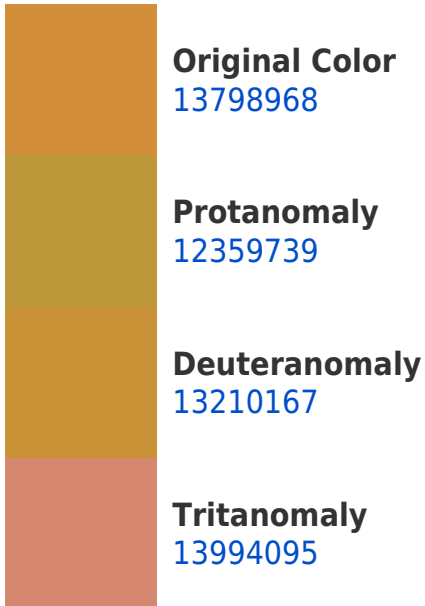 Original Color
13798968
Protanomaly
12359739
Deuteranomaly
13210167
Tritanomaly
13994095